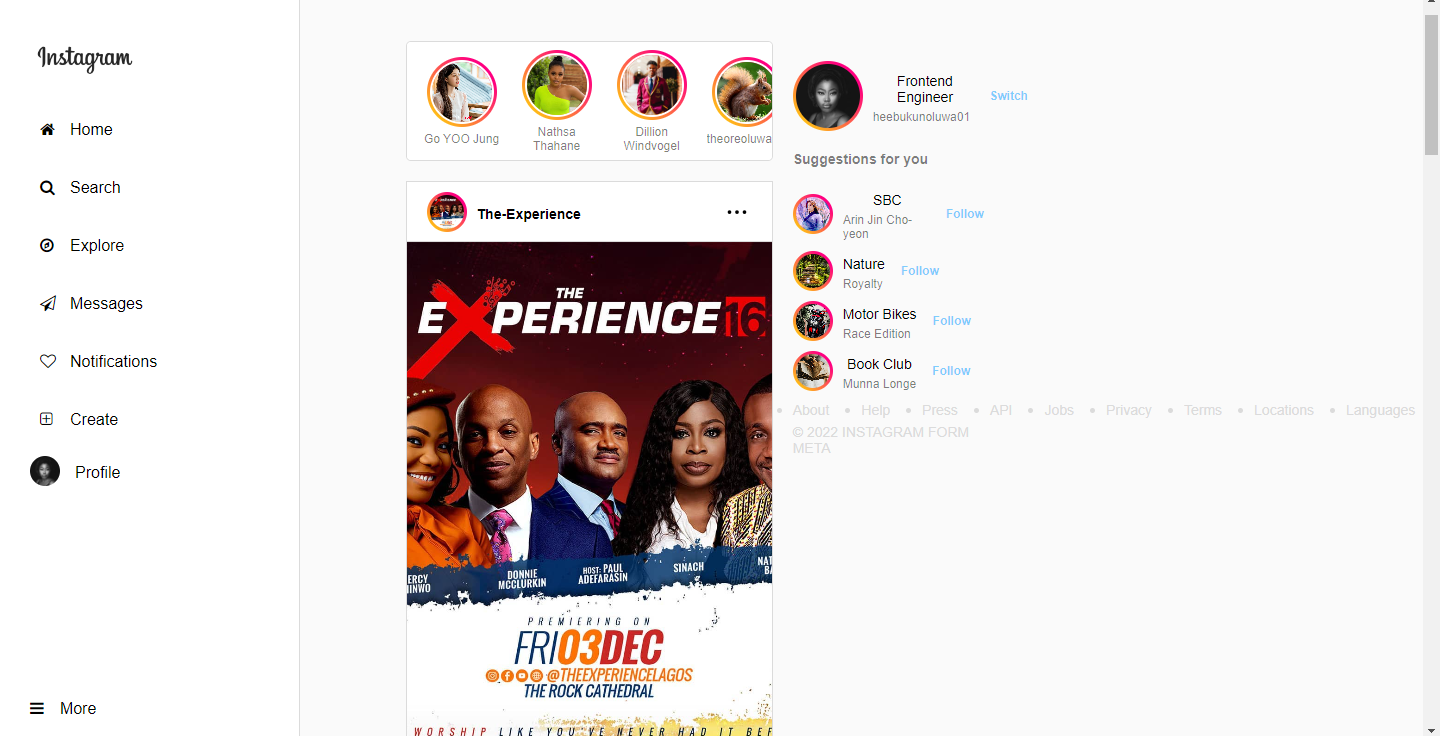 Instagram
Home
Search
Explore
Messages
Notifications
Create
Profile
More
Go YOO Jung
Nathsa
Thahane
Dillion
Windvogel
theoreoluwa
The-Experience
THE
EXPERIENCE 16
ERCY
INWO
DONNIE
MCCLURKIN
HOST: PAUL
ADEFARASIN
SINACH
NAT
BA
PREMIERING ON
FRI03DEC
@THEEXPERIENCELAGOS
THE ROCK CATHEDRAL
WORSHIP LIKE YOU'VE NEVER HAD IT BEF
Frontend
Engineer
heebukunoluwa01
Switch
Suggestions for you
SBC
Arin Jin Cho-
yeon
Follow
Nature
Royalty
Follow
Motor Bikes
Race Edition
Follow
Book Club
Munna Longe
Follow
• About • Help • Press • API • Jobs • Privacy • Terms • Locations • Languages
© 2022 INSTAGRAM FORM
META